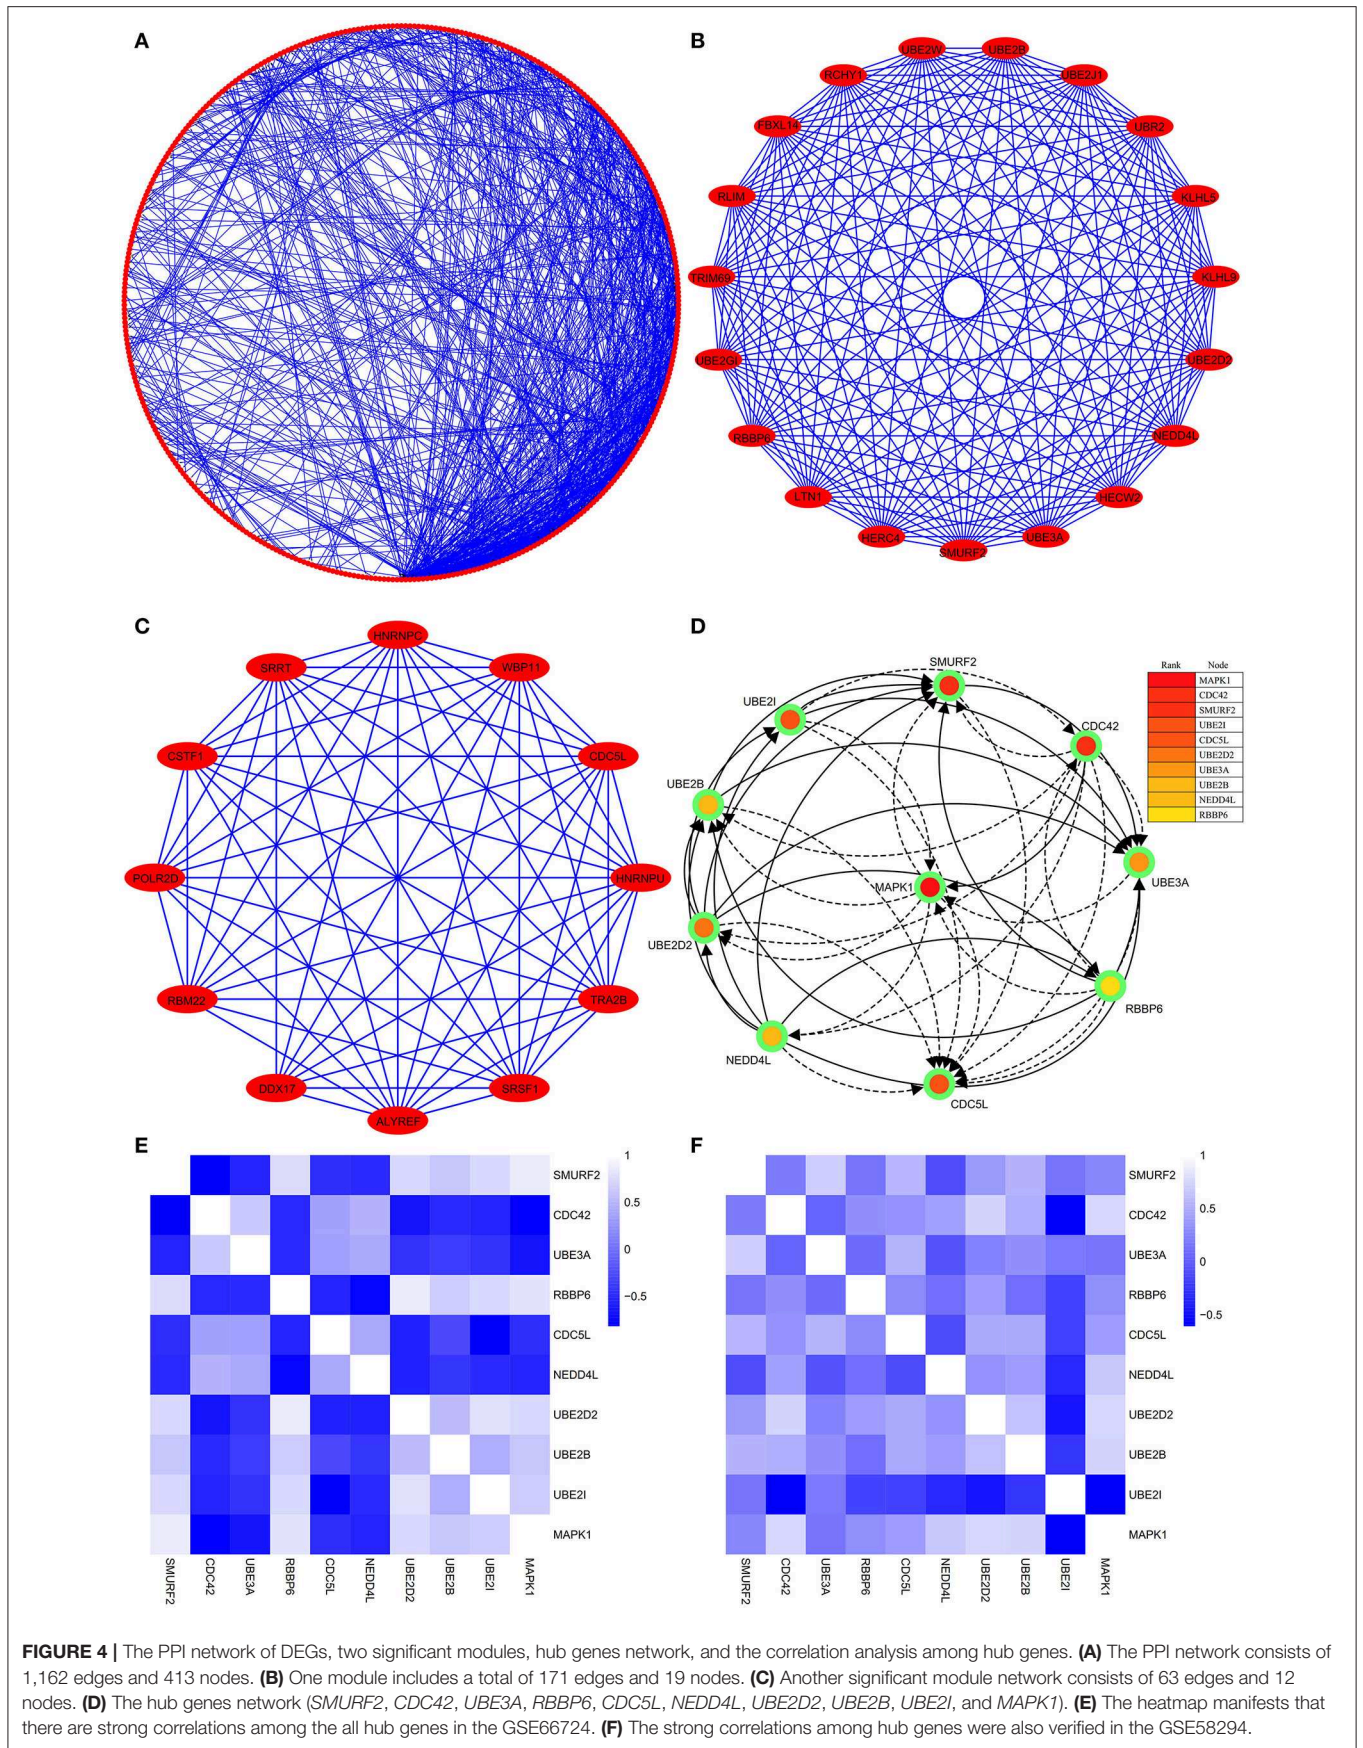 A
B
UBE2W
UBE2B
RCHY1
UBE2J1
FBXL14
UBR2
RLIM
KLHL5
TRIM69
KLHL9
UBE2GI
UBE2D2
RBBP6
NEDD4L
LTN1
HECW2
HERC4
UBE3A
SMURF2
C
HNRNPC
SRRT
WBP11
CSTF1
CDC5L
POLR2D
HNRNPU
RBM22
TRA2B
DDX17
SRSF1
ALYREF
D
SMURF2
UBE2I
CDC42
UBE2B
MAPK1
UBE3A
UBE2D2
RBBP6
NEDD4L
CDC5L
Rank Node
MAPK1
CDC42
SMURF2
UBE2I
CDC5L
UBE2D2
UBE3A
UBE2B
NEDD4L
RBBP6
E
SMURF2
CDC42
UBE3A
RBBP6
CDC5L
NEDD4L
UBE2D2
UBE2B
UBE2I
MAPK1
1
0.5
0
−0.5
SMURF2 CDC42 UBE3A RBBP6 CDC5L NEDD4L UBE2D2 UBE2B UBE2I MAPK1
F
SMURF2
CDC42
UBE3A
RBBP6
CDC5L
NEDD4L
UBE2D2
UBE2B
UBE2I
MAPK1
1
0.5
0
−0.5
SMURF2 CDC42 UBE3A RBBP6 CDC5L NEDD4L UBE2D2 UBE2B UBE2I MAPK1
FIGURE 4 | The PPI network of DEGs, two significant modules, hub genes network, and the correlation analysis among hub genes. (A) The PPI network consists of
1,162 edges and 413 nodes. (B) One module includes a total of 171 edges and 19 nodes. (C) Another significant module network consists of 63 edges and 12
nodes. (D) The hub genes network (SMURF2, CDC42, UBE3A, RBBP6, CDC5L, NEDD4L, UBE2D2, UBE2B, UBE2I, and MAPK1). (E) The heatmap manifests that
there are strong correlations among the all hub genes in the GSE66724. (F) The strong correlations among hub genes were also verified in the GSE58294.